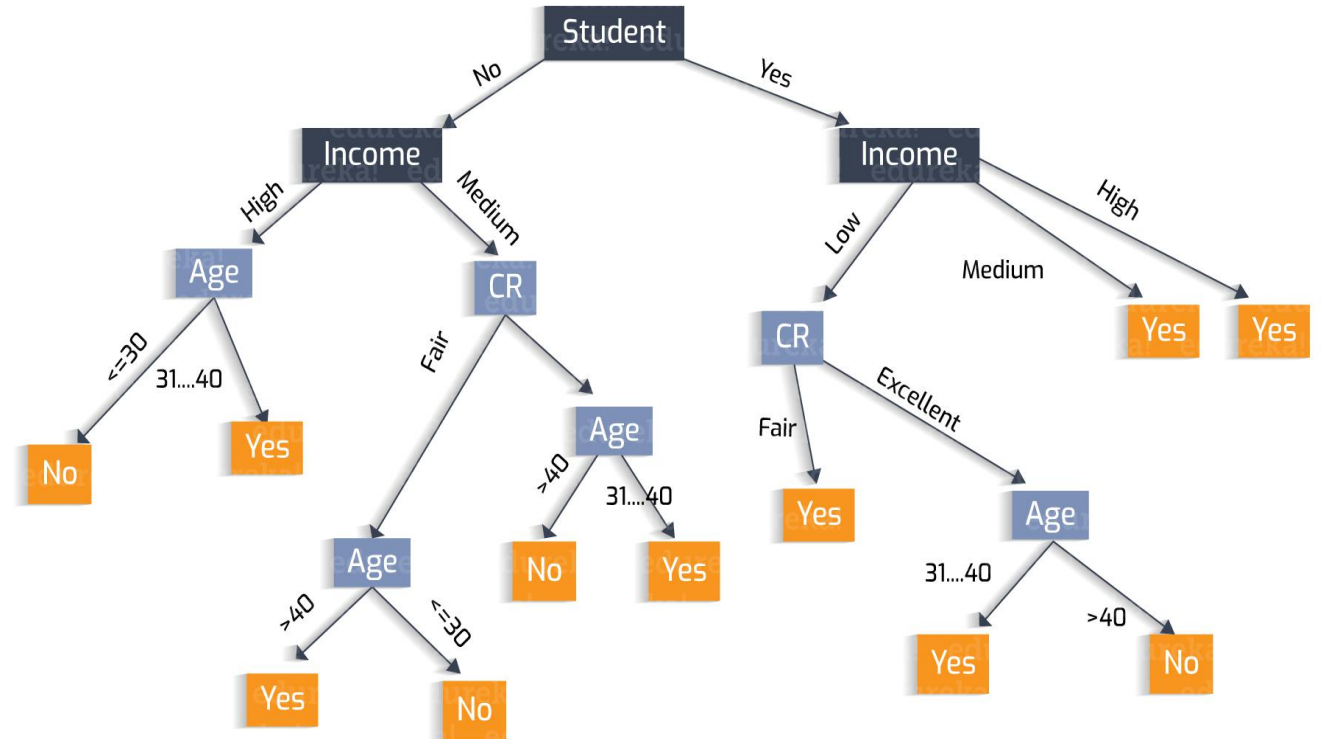 Student
No
Yes
Income
Income
High
Medium
Low
Medium
High
Age
CR
CR
Yes
Yes
<=30
31....40
Fair
Fair
Excellent
No
Yes
Age
>40
31....40
Yes
Age
Age
No
Yes
31....40
>40
>40
<=30
Yes
No
Yes
No
edureka!